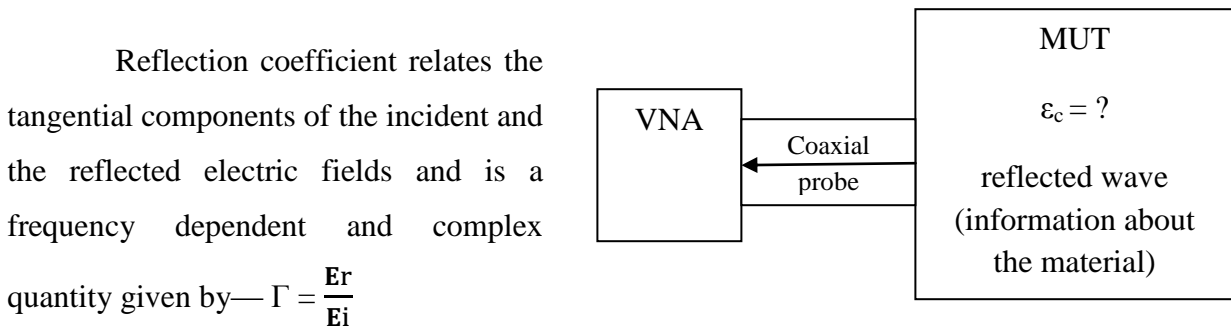 Reflection coefficient relates the
tangential components of the incident and
the reflected electric fields and is a
frequency dependent and complex
quantity given by— Γ = Er/Ei
VNA
Coaxial
probe
MUT
εc = ?
reflected wave
(information about
the material)